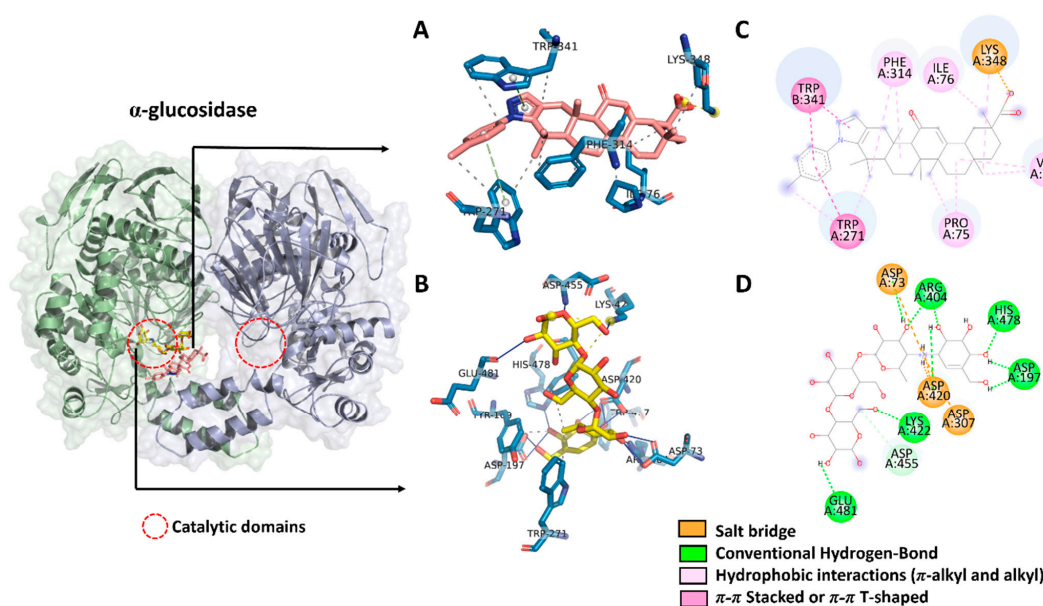 α-glucosidase
Catalytic domains
A
TRP-341
LYS-348
PHE-314
ILE-76
TRP-271
B
ASP-455
LYS-42
GLU-481
HIS-478
ASP-420
ASP-197
ASP-73
TRP-271
C
LYS
A:348
PHE
A:314
ILE
A:76
TRP
B:341
TRP
A:271
PRO
A:75
D
ASP
A:73
ARG
A:404
HIS
A:478
ASP
A:197
ASP
A:420
ASP
A:307
LYS
A:422
ASP
A:455
GLU
A:481
Salt bridge
Conventional Hydrogen-Bond
Hydrophobic interactions (π-alkyl and alkyl)
π-π Stacked or π-π T-shaped